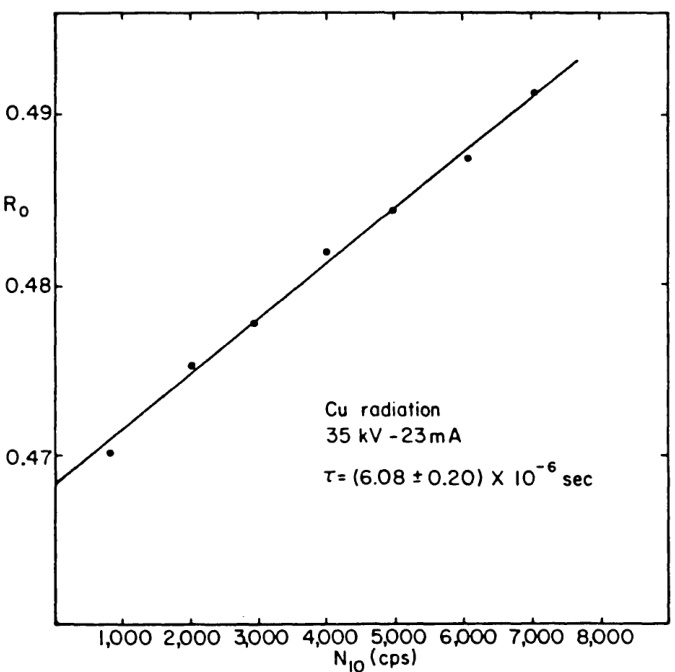 0.49
R₀
0.48
0.47
Cu radiation
35 kV - 23 mA
τ = (6.08 ± 0.20) X 10⁻⁶ sec
1,000 2,000 3,000 4,000 5,000 6,000 7,000 8,000
N₁₀ (cps)